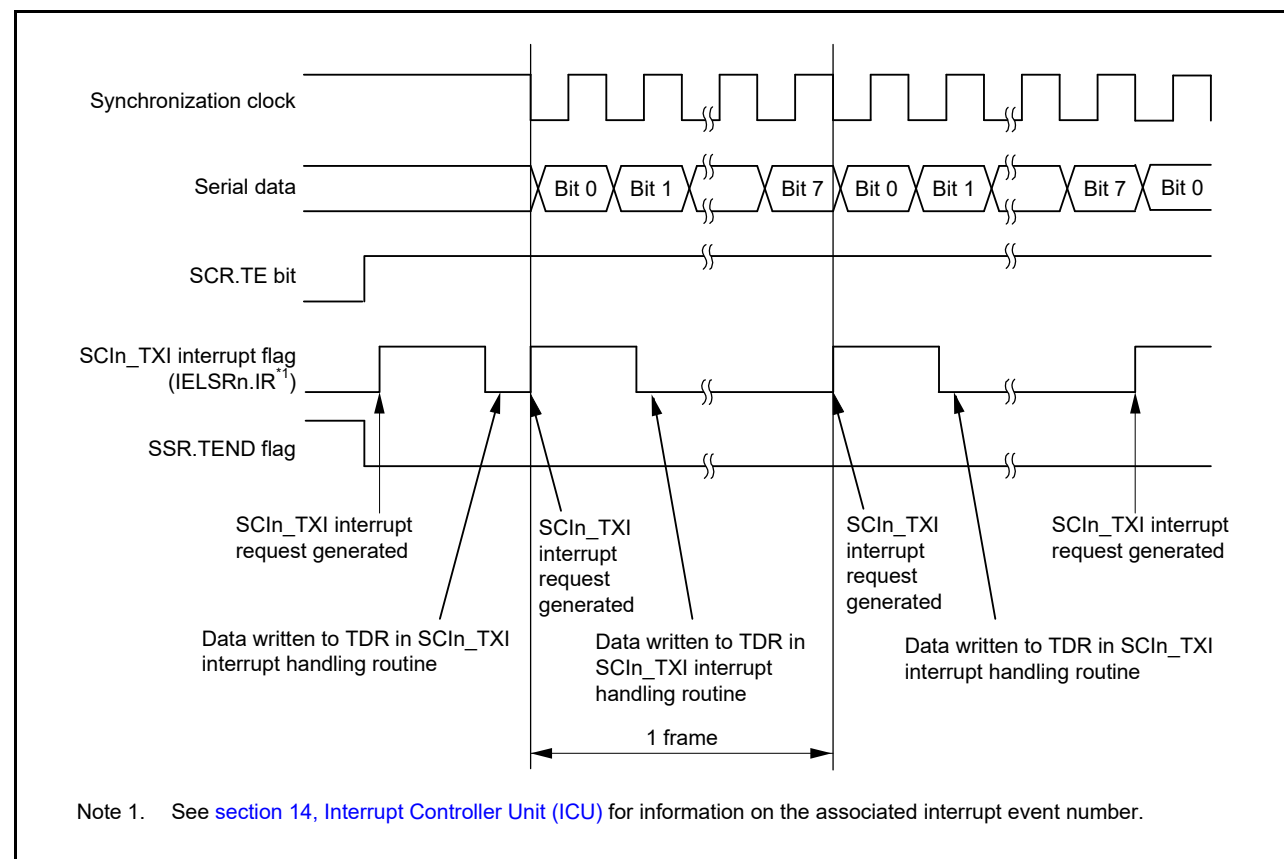 Synchronization clock
Serial data
Bit 0 Bit 1 Bit 7 Bit 0 Bit 1 Bit 7 Bit 0
SCR.TE bit
SCIn_TXI interrupt flag
(IELSRn.IR*1)
SSR.TEND flag
SCIn_TXI interrupt
request generated
SCIn_TXI
interrupt
request
generated
SCIn_TXI
interrupt
request
generated
SCIn_TXI interrupt
request generated
Data written to TDR in SCIn_TXI
interrupt handling routine
Data written to TDR in
SCIn_TXI interrupt
handling routine
Data written to TDR in SCIn_TXI
interrupt handling routine
1 frame
Note 1. See section 14, Interrupt Controller Unit (ICU) for information on the associated interrupt event number.